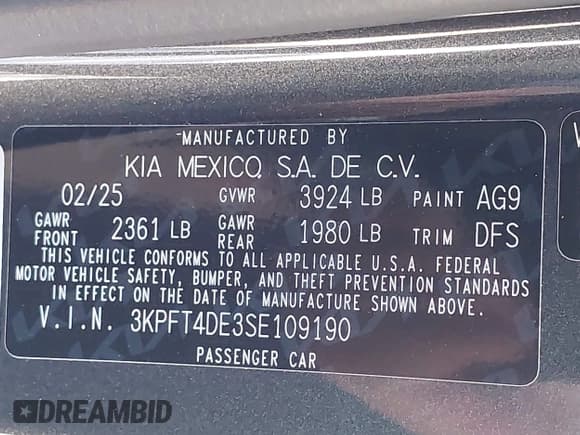 MANUFACTURED BY
KIA MEXICO, S.A. DE C.V.
02/25 GVWR 3924 LB PAINT AG9
GAWR FRONT 2361 LB GAWR REAR 1980 LB TRIM DFS
THIS VEHICLE CONFORMS TO ALL APPLICABLE U.S.A. FEDERAL
MOTOR VEHICLE SAFETY, BUMPER, AND THEFT PREVENTION STANDARDS
IN EFFECT ON THE DATE OF MANUFACTURE SHOWN ABOVE.
V.I.N. 3KPFT4DE3SE109190
PASSENGER CAR
DREAMBID